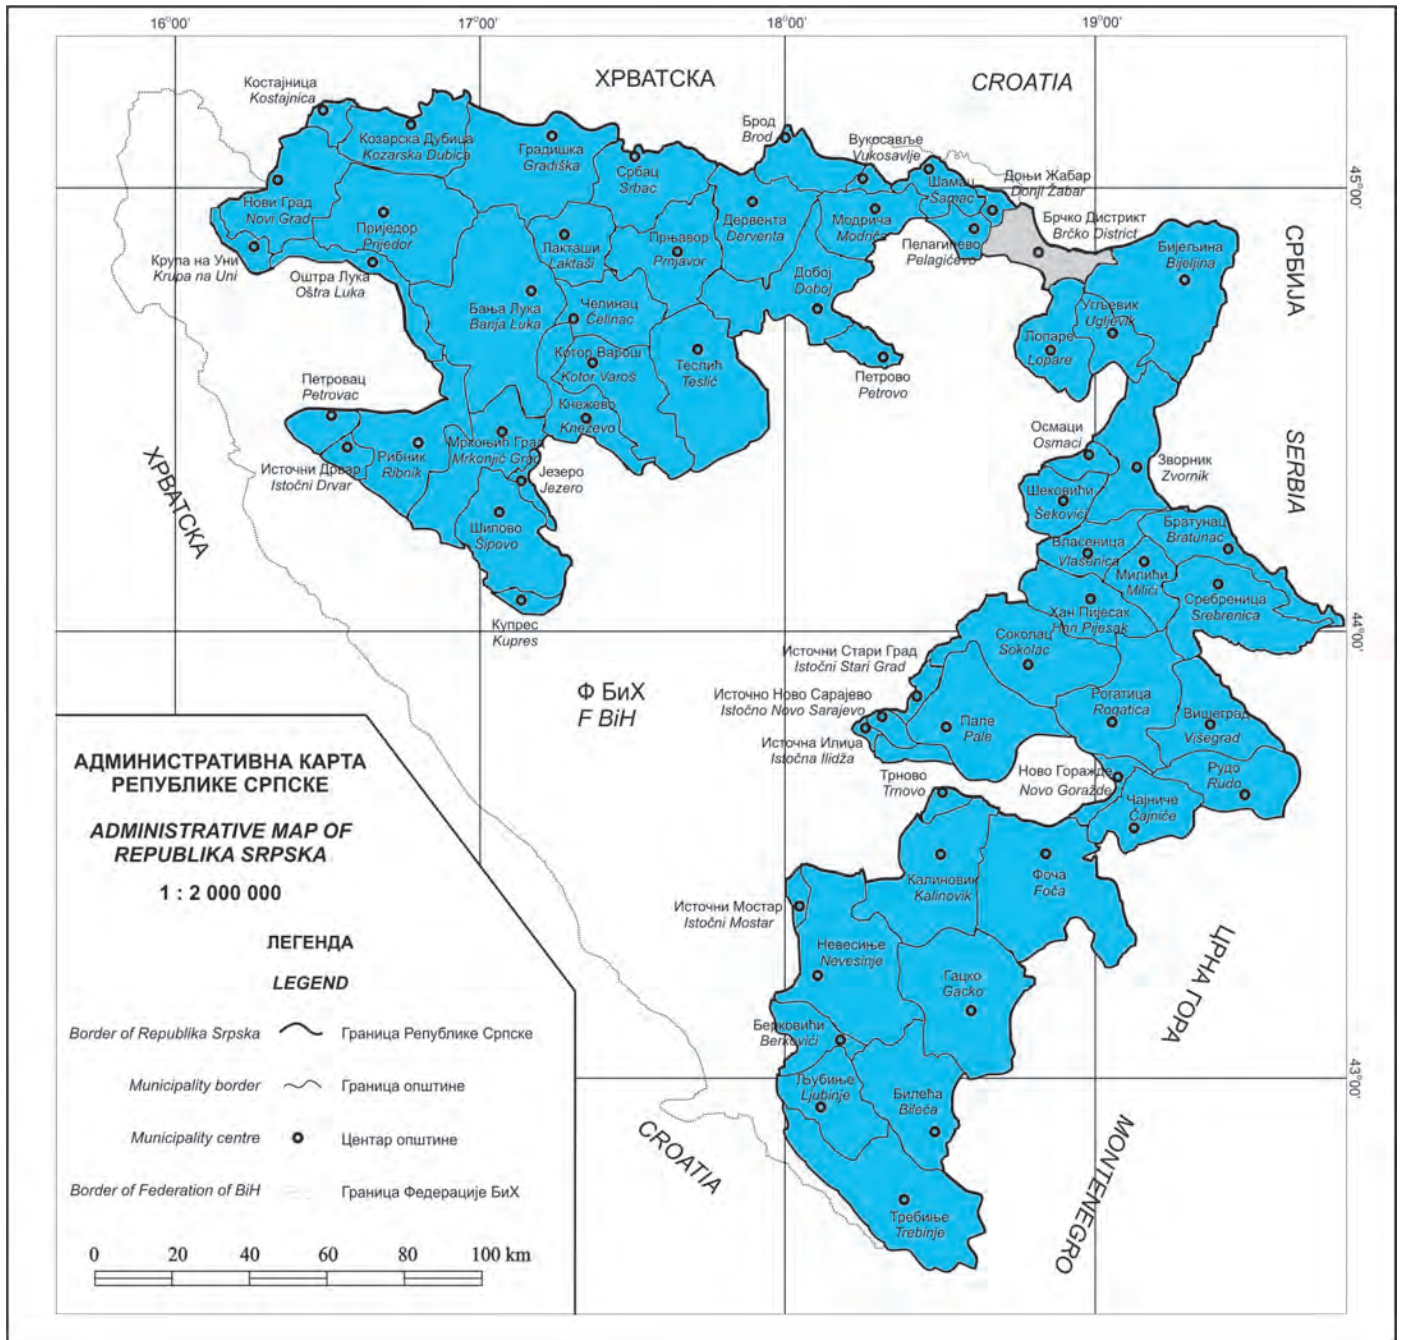 16°00'
17°00'
18°00'
19°00'
ХРВАТСКА
CROATIA
Костајница
Kostajnica
Козарска Дубица
Kozarska Dubica
Градишка
Gradiška
Србац
Srbac
Брод
Brod
Вукосавље
Vukosavlje
Шамац
Šamac
Доњи Жабар
Donji Žabar
Брчко Дистрикт
Brčko District
45°00'
Нови Град
Novi Grad
Приједор
Prijedor
Лакташи
Laktaši
Прњавор
Prnjavor
Дервента
Derventa
Модрича
Modriča
Пелагићево
Pelagićevo
Бијељина
Bijeljina
СРБИЈА
Крупа на Уни
Krupa na Uni
Оштра Лука
Oštra Luka
Добој
Doboj
Бања Лука
Banja Luka
Челинац
Čelinac
Угљевик
Ugljevik
Лопаре
Lopare
Котор Варош
Kotor Varoš
Теслић
Teslić
Петрово
Petrovo
Петровац
Petrovac
Кнежево
Kneževo
Осмаци
Osmaci
Мркоњић Град
Mrkonjić Grad
Рибник
Ribnik
Источни Дрвар
Istočni Drvar
Језеро
Jezero
Зворник
Zvornik
SERBIA
ХРВАТСКА
Шековићи
Šekovići
Шипово
Šipovo
Братунац
Bratunac
Власеница
Vlasenica
Милићи
Milići
Сребреница
Srebrenica
Хан Пијесак
Han Pijesak
Купрес
Kupres
44°00'
Соколац
Sokolac
Источни Стари Град
Istočni Stari Grad
Ф БиХ
F BiH
Источно Ново Сарајево
Istočno Novo Sarajevo
Рогатица
Rogatica
Вишеград
Višegrad
Пале
Pale
Источна Илиџа
Istočna Ilidža
Трново
Trnovo
Ново Горажде
Novo Goražde
Рудо
Rudo
Чајниче
Čajniče
АДМИНИСТРАТИВНА КАРТА
РЕПУБЛИКЕ СРПСКЕ
ADMINISTRATIVE MAP OF
REPUBLIKA SRPSKA
1 : 2 000 000
Калиновик
Kalinovik
Фоча
Foča
Источни Мостар
Istočni Mostar
ЛЕГЕНДА
LEGEND
Невесиње
Nevesinje
Гацко
Gacko
ЦРНА ГОРА
Border of Republika Srpska
Граница Републике Српске
Берковићи
Berkovići
Municipality border
Граница општине
43°00'
Љубиње
Ljubinje
Билећа
Bileća
Municipality centre
Центар општине
CROATIA
MONTENEGRO
Border of Federation of BiH
Граница Федерације БиХ
Требиње
Trebinje
0 20 40 60 80 100 km